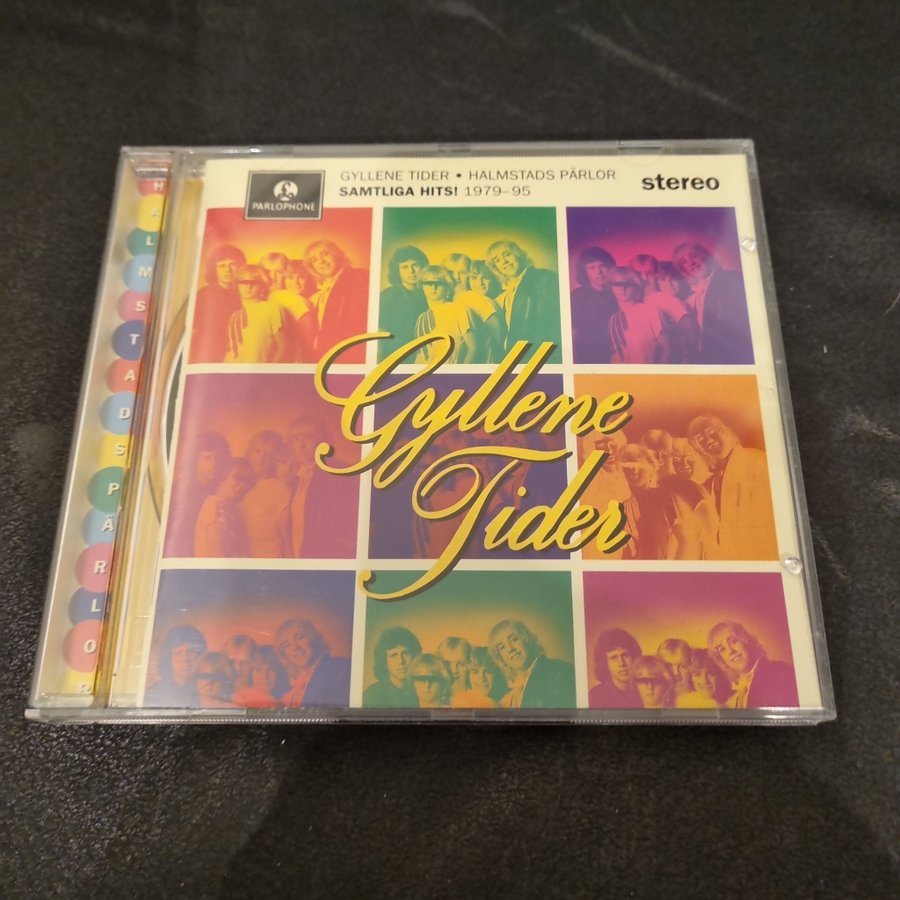 GYLLENE TIDER • HALMSTADS PÄRLOR
SAMTLIGA HITS! 1979–95
stereo
PARLOPHONE
Gyllene
Tider
HALMSTADS PÄRLOR